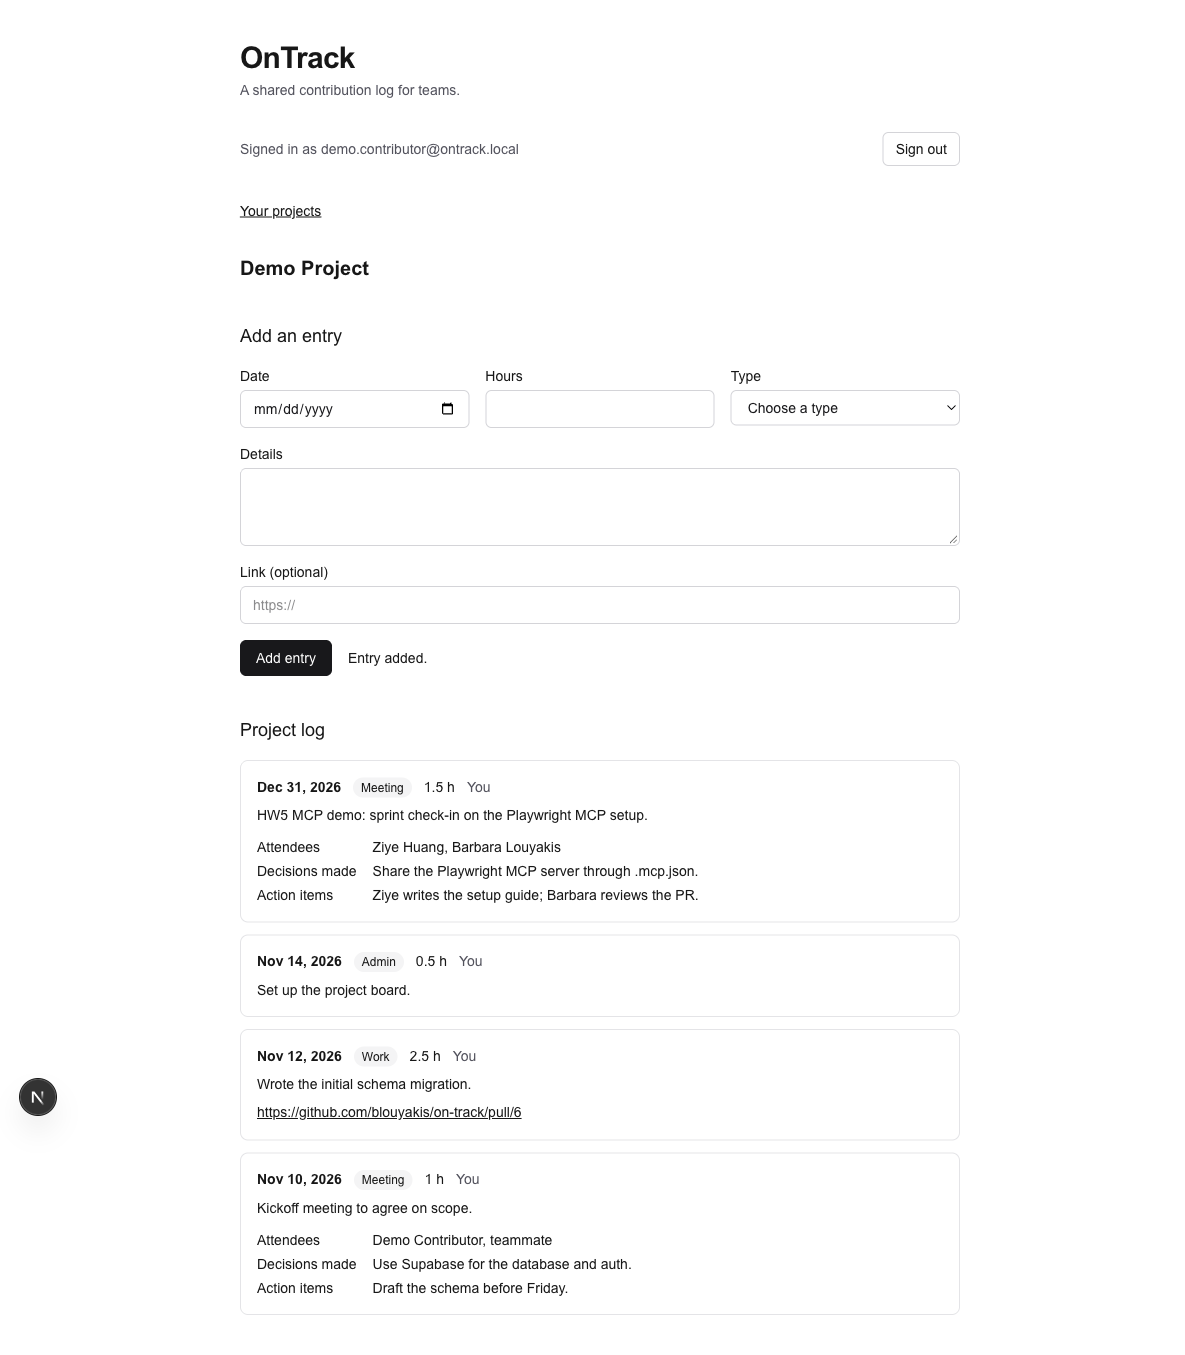 OnTrack
A shared contribution log for teams.
Signed in as demo.contributor@ontrack.local
Sign out
Your projects
Demo Project
Add an entry
Date Hours Type
mm/dd/yyyy Choose a type
Details
Link (optional)
https://
Add entry Entry added.
Project log
Dec 31, 2026 Meeting 1.5 h You
HW5 MCP demo: sprint check-in on the Playwright MCP setup.
Attendees Ziye Huang, Barbara Louyakis
Decisions made Share the Playwright MCP server through .mcp.json.
Action items Ziye writes the setup guide; Barbara reviews the PR.
Nov 14, 2026 Admin 0.5 h You
Set up the project board.
Nov 12, 2026 Work 2.5 h You
Wrote the initial schema migration.
N
https://github.com/blouyakis/on-track/pull/6
Nov 10, 2026 Meeting 1 h You
Kickoff meeting to agree on scope.
Attendees Demo Contributor, teammate
Decisions made Use Supabase for the database and auth.
Action items Draft the schema before Friday.